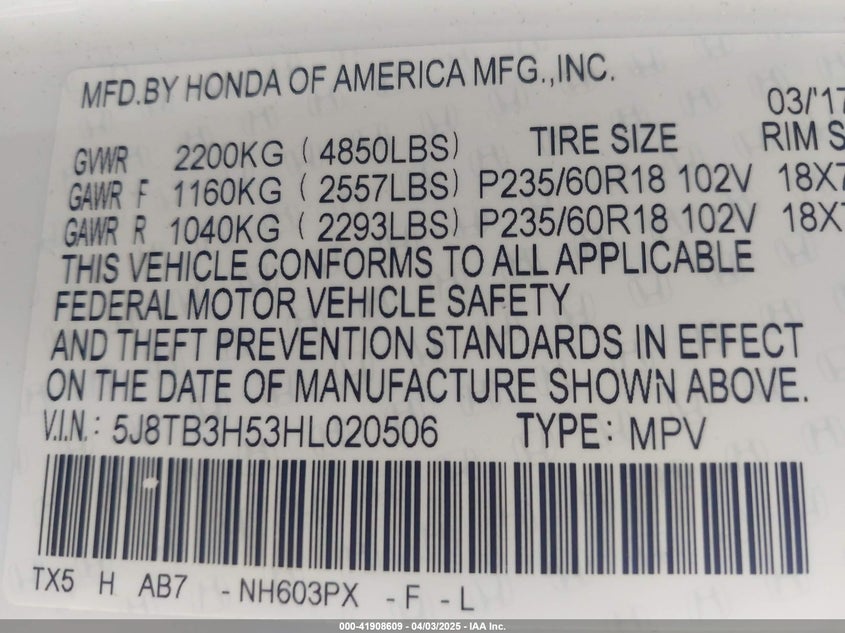 MFD.BY HONDA OF AMERICA MFG.,INC.
03/'17
GVWR 2200KG (4850LBS) TIRE SIZE RIM S
GAWR F 1160KG (2557LBS) P235/60R18 102V 18X7
GAWR R 1040KG (2293LBS) P235/60R18 102V 18X7
THIS VEHICLE CONFORMS TO ALL APPLICABLE
FEDERAL MOTOR VEHICLE SAFETY
AND THEFT PREVENTION STANDARDS IN EFFECT
ON THE DATE OF MANUFACTURE SHOWN ABOVE.
V.I.N.: 5J8TB3H53HL020506 TYPE: MPV
TX5 H AB7 -NH603PX -F -L
000-41908609 - 04/03/2025 - IAA Inc.